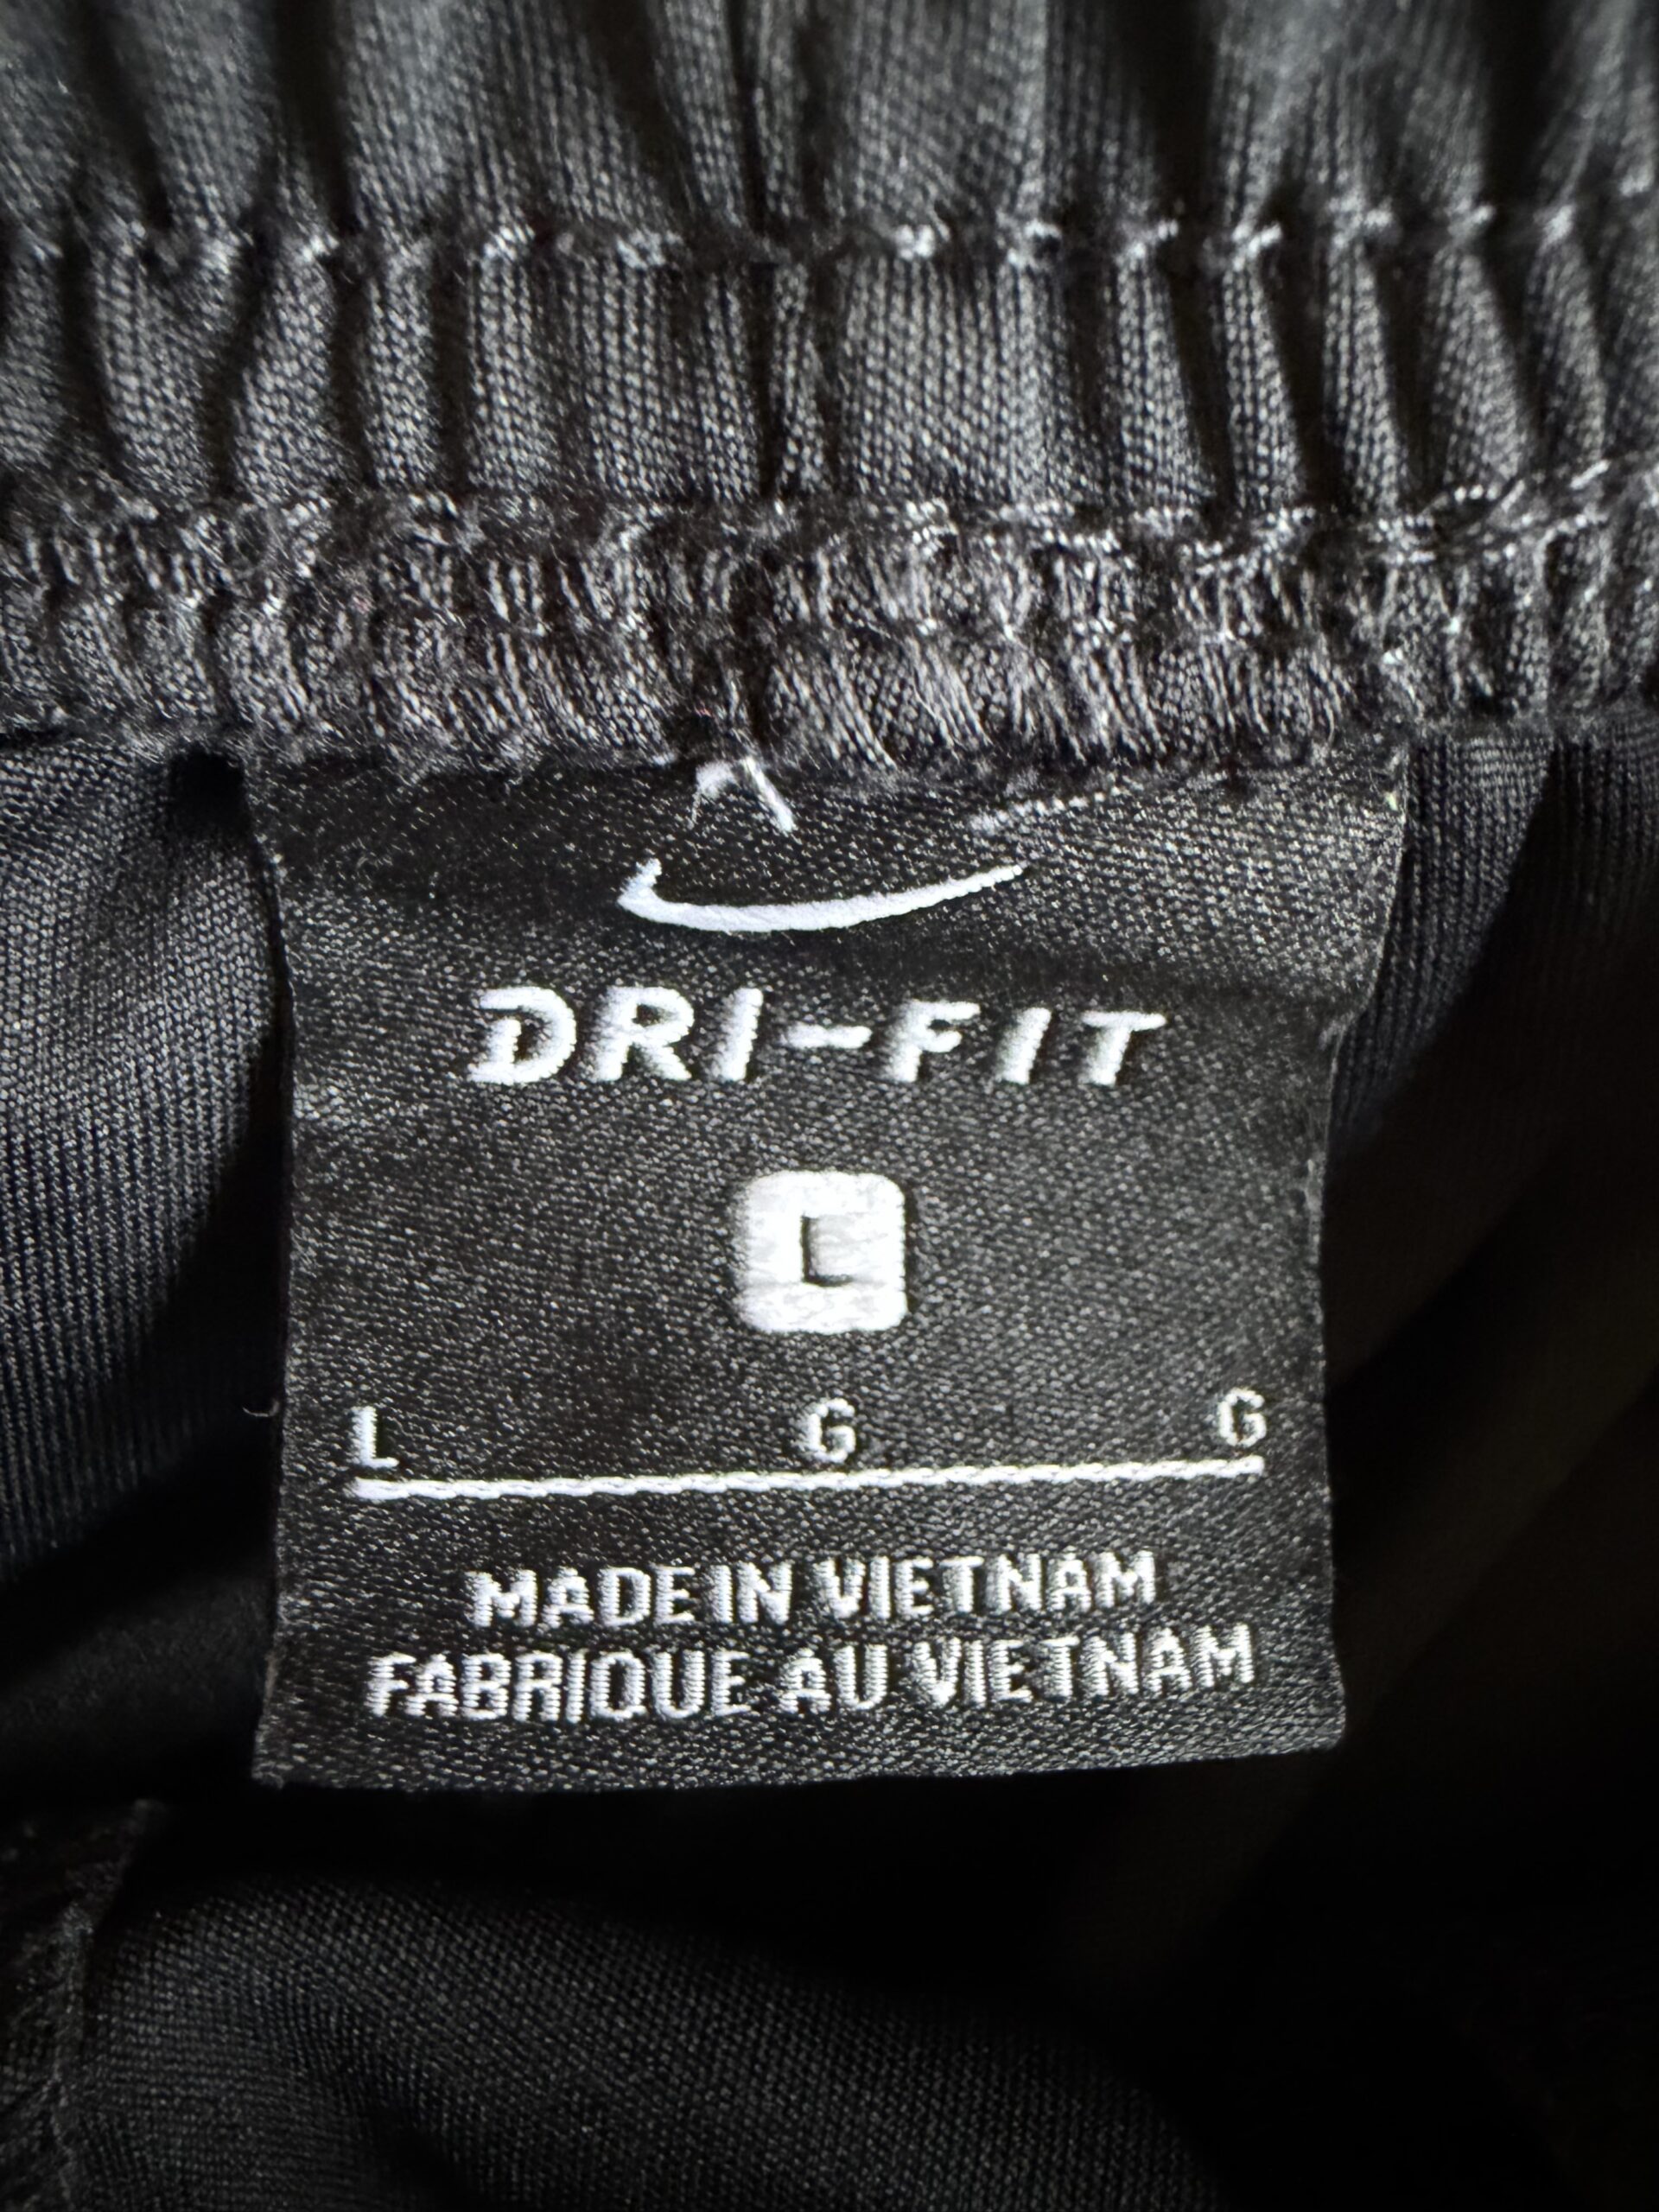 DRI-FIT
L
L G G
MADE IN VIETNAM
FABRIQUE AU VIETNAM